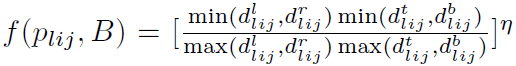 f(p_{lij}, B) = [\frac{\min(d^l_{lij}, d^r_{lij}) \min(d^t_{lij}, d^b_{lij})}{\max(d^l_{lij}, d^r_{lij}) \max(d^t_{lij}, d^b_{lij})}]^η